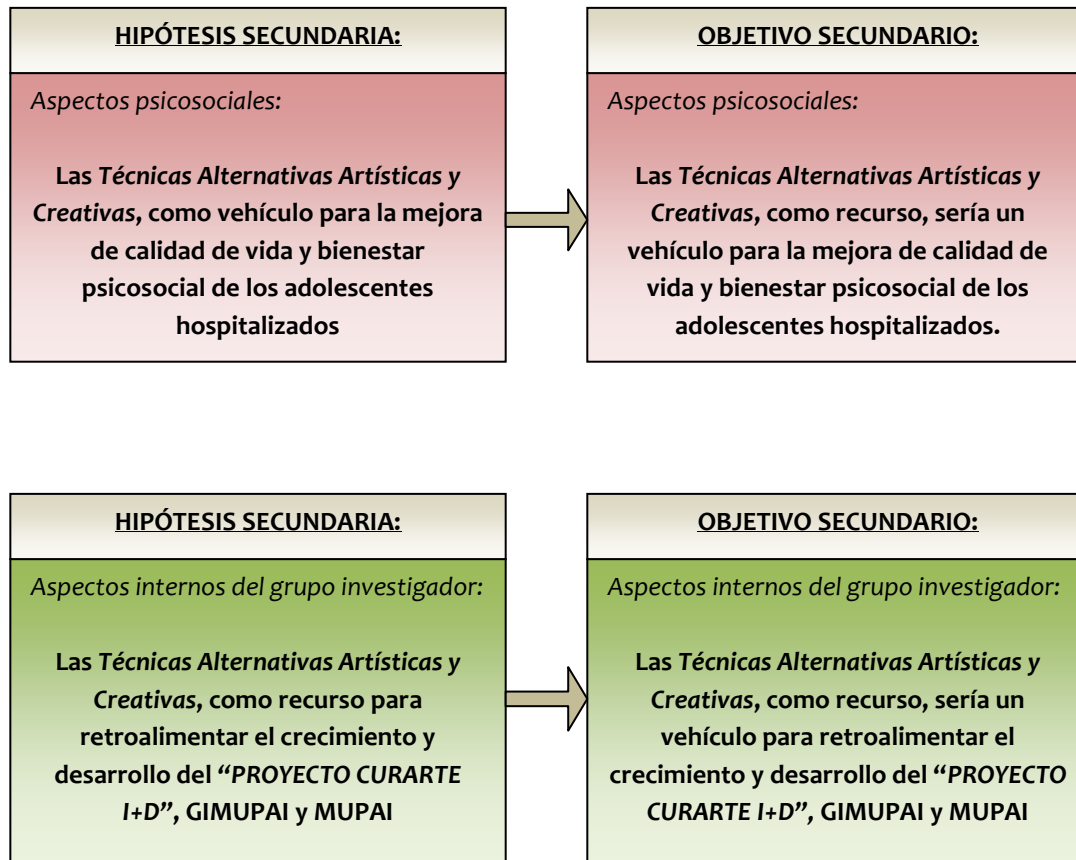 HIPÓTESIS SECUNDARIA:
Aspectos psicosociales:
Las Técnicas Alternativas Artísticas y
Creativas, como vehículo para la mejora
de calidad de vida y bienestar
psicosocial de los adolescentes
hospitalizados
OBJETIVO SECUNDARIO:
Aspectos psicosociales:
Las Técnicas Alternativas Artísticas y
Creativas, como recurso, sería un
vehículo para la mejora de calidad de
vida y bienestar psicosocial de los
adolescentes hospitalizados.
HIPÓTESIS SECUNDARIA:
Aspectos internos del grupo investigador:
Las Técnicas Alternativas Artísticas y
Creativas, como recurso para
retroalimentar el crecimiento y
desarrollo del “PROYECTO CURARTE
I+D”, GIMUPAI y MUPAI
OBJETIVO SECUNDARIO:
Aspectos internos del grupo investigador:
Las Técnicas Alternativas Artísticas y
Creativas, como recurso, sería un
vehículo para retroalimentar el
crecimiento y desarrollo del “PROYECTO
CURARTE I+D”, GIMUPAI y MUPAI